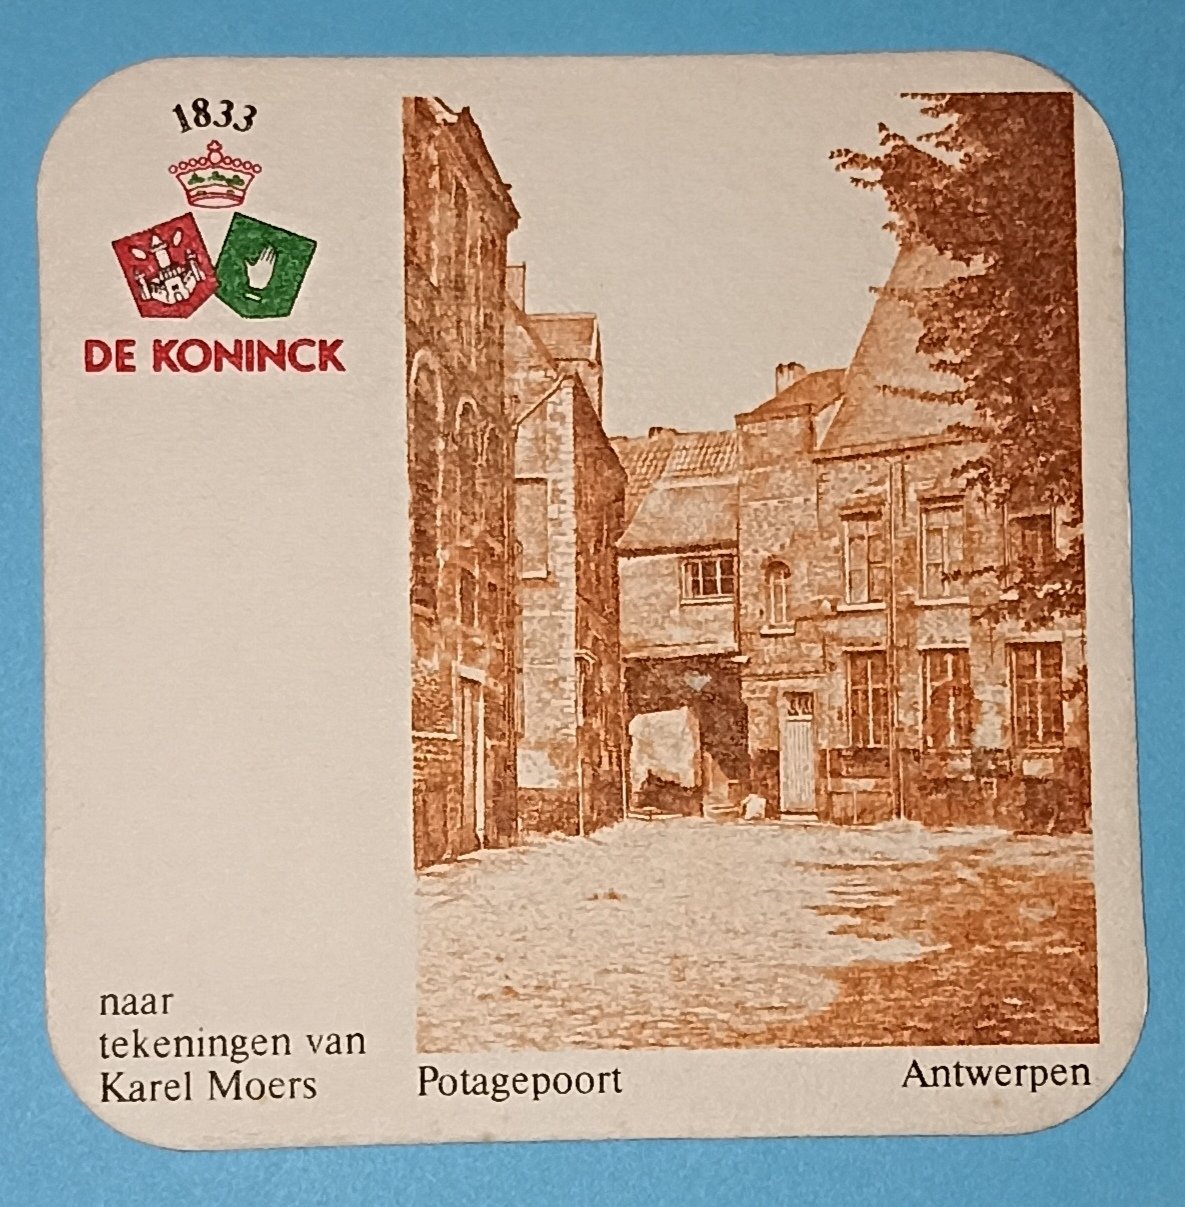 1833
DE KONINCK
naar
tekeningen van
Karel Moers
Potagepoort
Antwerpen